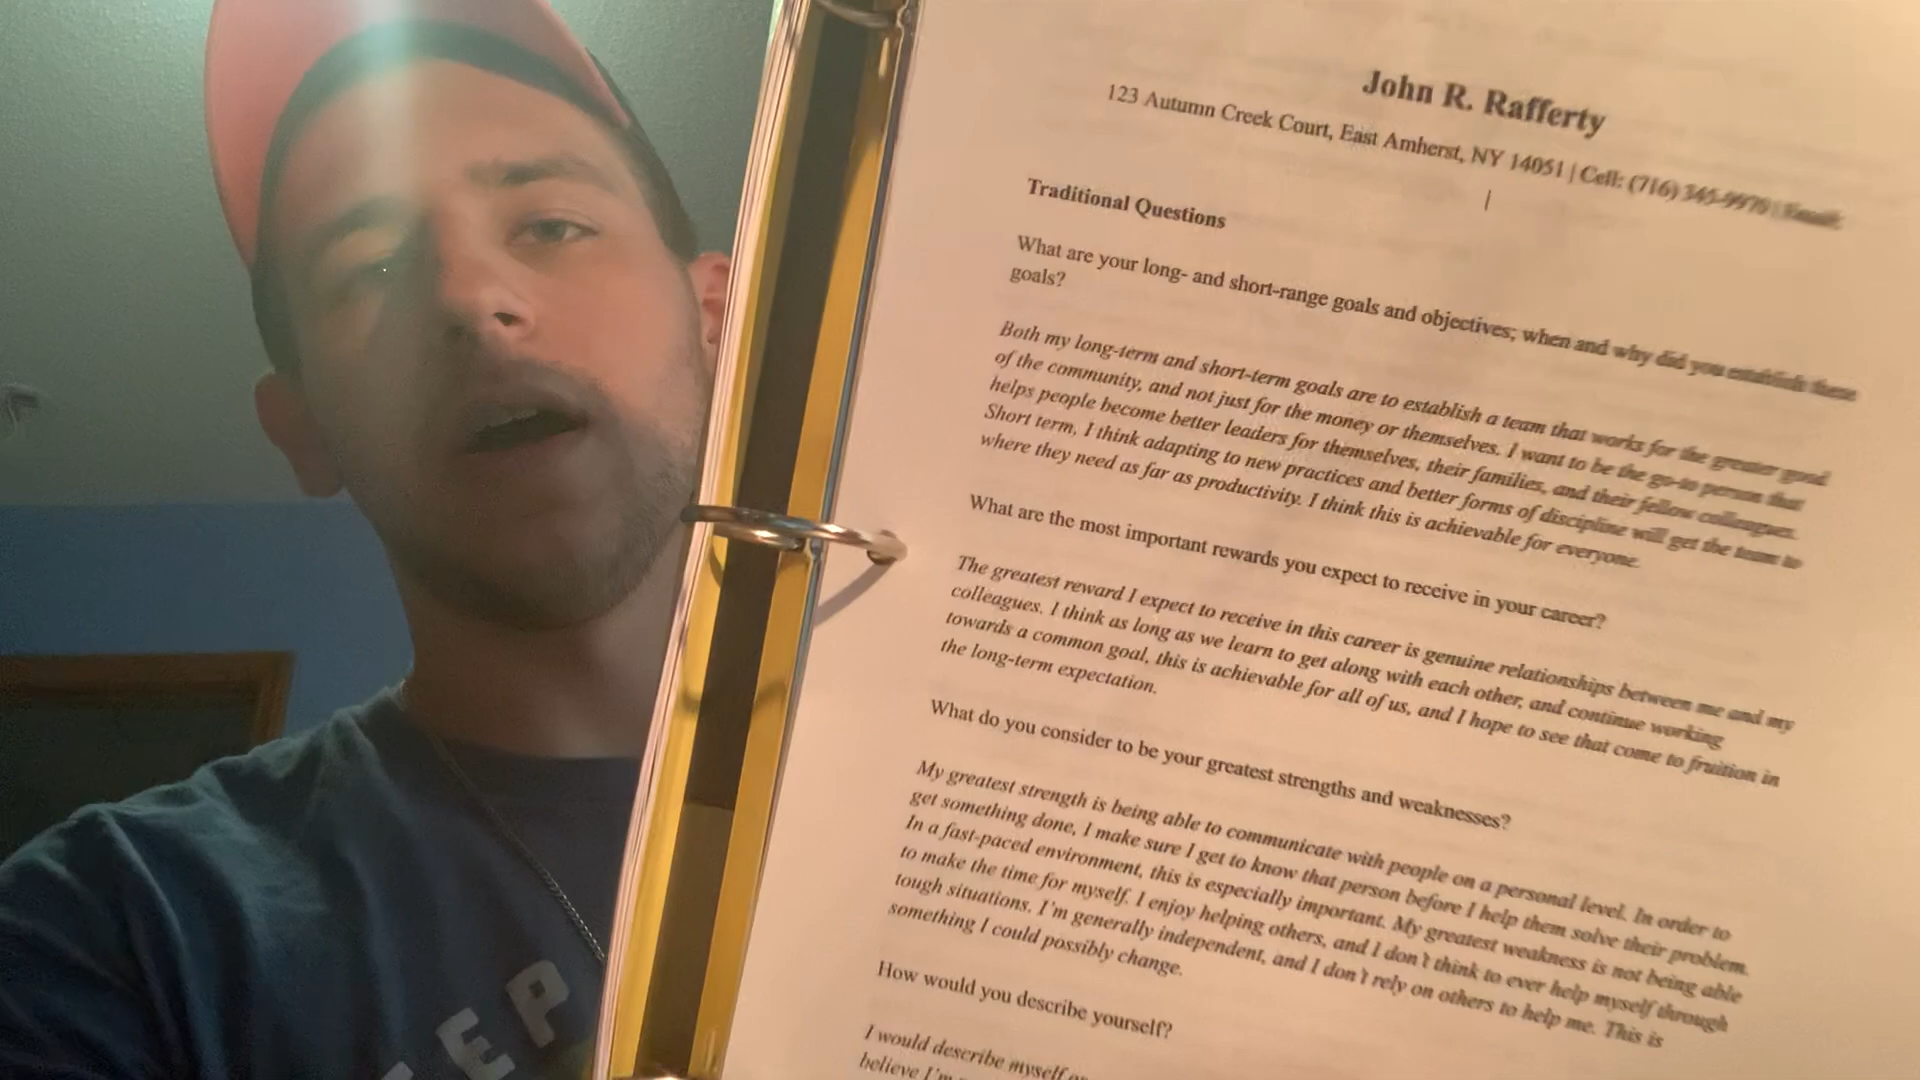 John R. Rafferty
123 Autumn Creek Court, East Amherst, NY 14051 | Cell: (716) 345-9970 | Email:
|
Traditional Questions
What are your long- and short-range goals and objectives; when and why did you establish these
goals?
Both my long-term and short-term goals are to establish a team that works for the greater good
of the community, and not just for the money or themselves. I want to be the go-to person that
helps people become better leaders for themselves, their families, and their fellow colleagues.
Short term, I think adapting to new practices and better forms of discipline will get the team to
where they need as far as productivity. I think this is achievable for everyone.
What are the most important rewards you expect to receive in your career?
The greatest reward I expect to receive in this career is genuine relationships between me and my
colleagues. I think as long as we learn to get along with each other, and continue working
towards a common goal, this is achievable for all of us, and I hope to see that come to fruition in
the long-term expectation.
What do you consider to be your greatest strengths and weaknesses?
My greatest strength is being able to communicate with people on a personal level. In order to
get something done, I make sure I get to know that person before I help them solve their problem.
In a fast-paced environment, this is especially important. My greatest weakness is not being able
to make the time for myself. I enjoy helping others, and I don't think to ever help myself through
tough situations. I'm generally independent, and I don't rely on others to help me. This is
something I could possibly change.
How would you describe yourself?
I would describe myself as
believe I'm
EEP